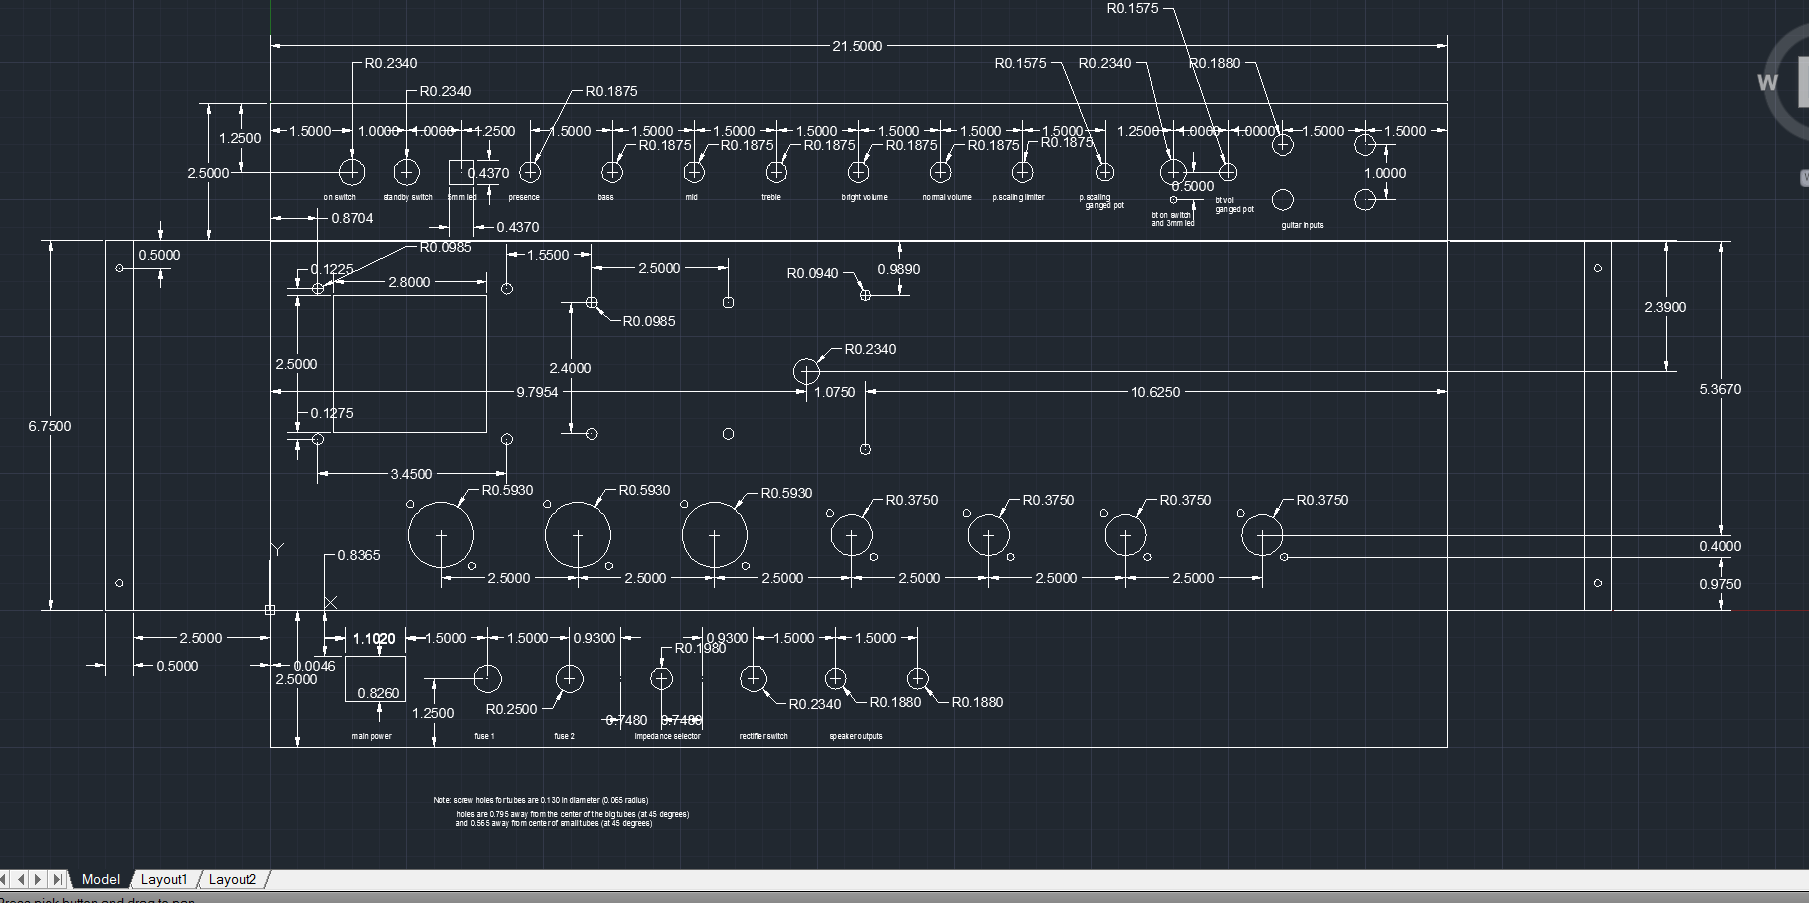 R0.1575
21.5000
R0.2340
R0.1575
R0.2340
R0.1880
W
R0.2340
R0.1875
1.2500
1.5000
1.0000
1.0000
1.2500
1.5000
1.5000
1.5000
1.5000
1.5000
1.5000
1.5000
1.2500
1.0000
1.0000
1.5000
1.5000
R0.1875
R0.1875
R0.1875
R0.1875
R0.1875
R0.1875
2.5000
0.4370
1.0000
0.5000
on switch
standby switch
5mm led
presence
bass
mid
treble
bright volume
normal volume
p.scaling limiter
p.scaling
ganged pot
bt on switch
and 3mm led
bt vol
ganged pot
guitar inputs
0.8704
0.4370
0.5000
R0.0985
1.5500
2.5000
0.1225
2.8000
R0.0940
0.9890
2.3900
R0.0985
R0.2340
2.5000
2.4000
9.7954
1.0750
10.6250
5.3670
0.1275
6.7500
3.4500
R0.5930
R0.5930
R0.5930
R0.3750
R0.3750
R0.3750
R0.3750
Y
0.8365
0.4000
2.5000
2.5000
2.5000
2.5000
2.5000
2.5000
0.9750
X
2.5000
1.1020
1.5000
1.5000
0.9300
0.9300
1.5000
1.5000
R0.1980
0.5000
0.0046
2.5000
0.8260
1.2500
R0.2500
R0.2340
R0.1880
R0.1880
0.7480
0.7480
main power
fuse 1
fuse 2
impedance selector
rectifier switch
speaker outputs
Note: screw holes for tubes are 0.130 in diameter (0.065 radius)
holes are 0.795 away from the center of the big tubes (at 45 degrees)
and 0.565 away from center of small tubes (at 45 degrees)
Model
Layout1
Layout2
Press pick button and drag to pan